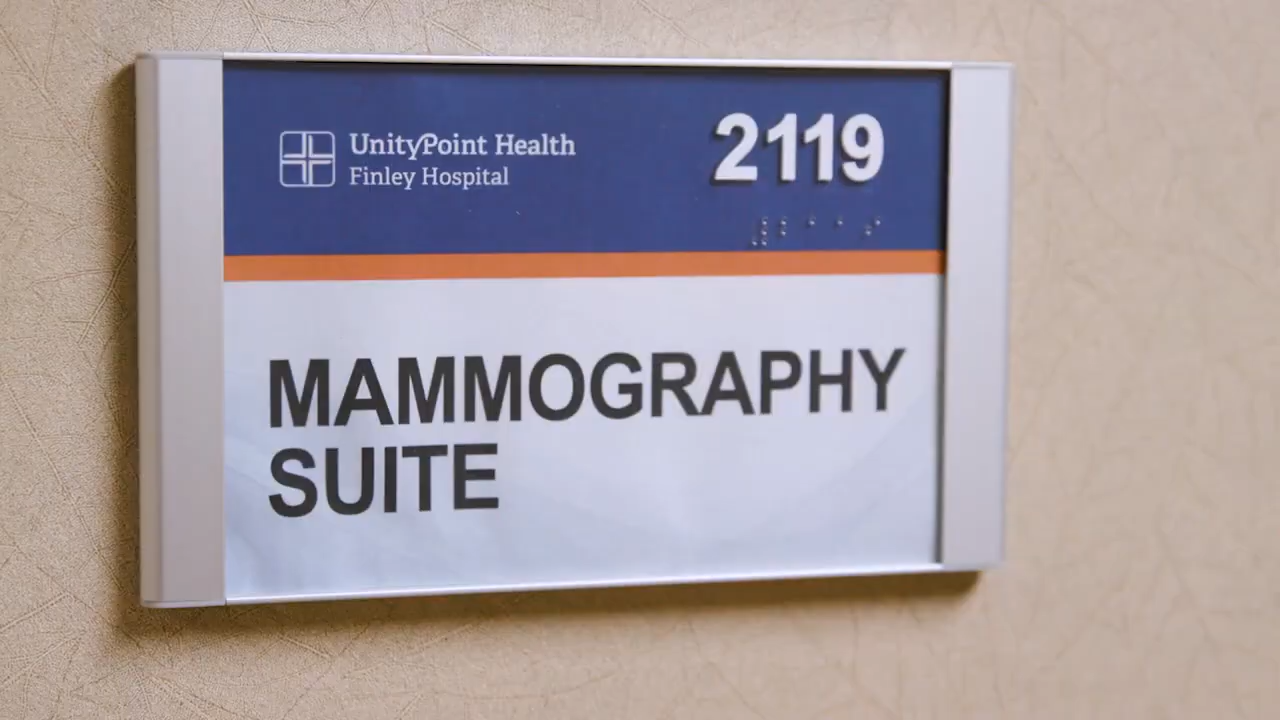 UnityPoint Health
Finley Hospital
2119
MAMMOGRAPHY
SUITE